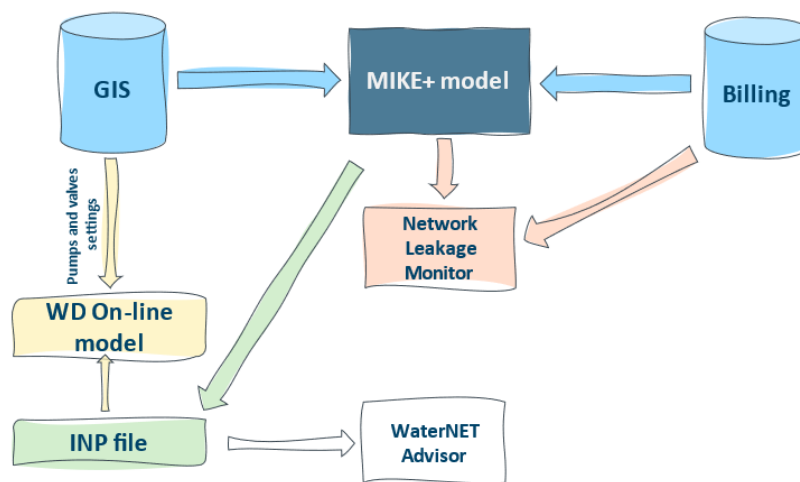 GIS
MIKE+ model
Billing
Pumps and valves
settings
Network
Leakage
Monitor
WD On-line
model
INP file
WaterNET
Advisor